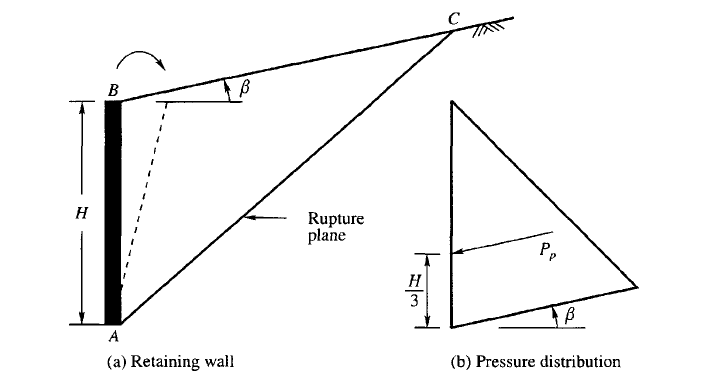 C
B
β
H
Rupture
plane
P_p
H
3
β
A
(a) Retaining wall
(b) Pressure distribution